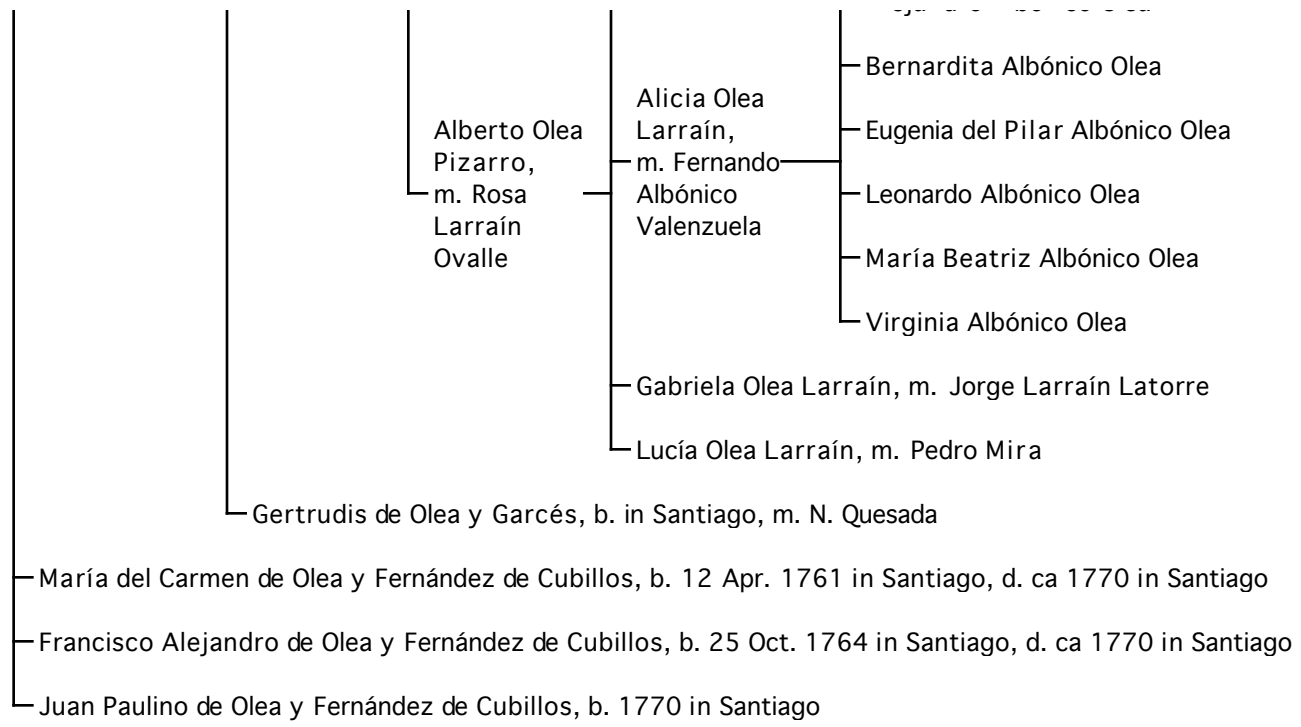 Bernardita Albónico Olea
Alicia Olea
Larraín,
m. Fernando
Albónico
Valenzuela
Alberto Olea
Pizarro,
m. Rosa
Larraín
Ovalle
Eugenia del Pilar Albónico Olea
Leonardo Albónico Olea
María Beatriz Albónico Olea
Virginia Albónico Olea
Gabriela Olea Larraín, m. Jorge Larraín Latorre
Lucía Olea Larraín, m. Pedro Mira
Gertrudis de Olea y Garcés, b. in Santiago, m. N. Quesada
María del Carmen de Olea y Fernández de Cubillos, b. 12 Apr. 1761 in Santiago, d. ca 1770 in Santiago
Francisco Alejandro de Olea y Fernández de Cubillos, b. 25 Oct. 1764 in Santiago, d. ca 1770 in Santiago
Juan Paulino de Olea y Fernández de Cubillos, b. 1770 in Santiago